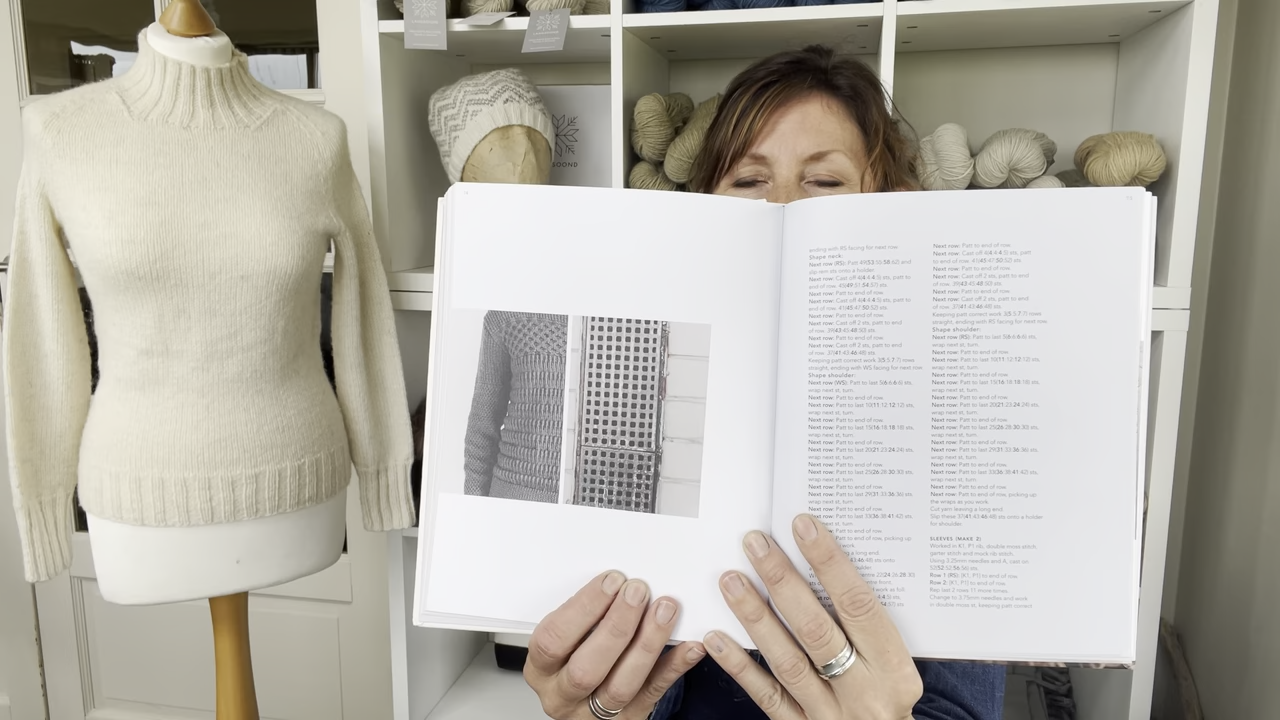 SOOND
ending with RS facing for next row.
Shape neck:
Next row (RS): Patt 49(53:55:58:62) and
slip rem sts onto a holder.
Next row: Cast off 4(4:4:4:5) sts, patt to
end of row. 45(49:51:54:57) sts.
Next row: Patt to end of row.
Next row: Cast off 4(4:4:4:5) sts, patt to
end of row. 41(45:47:50:52) sts.
Next row: Patt to end of row.
Next row: Cast off 2 sts, patt to end
of row. 39(43:45:48:50) sts.
Next row: Patt to end of row.
Next row: Cast off 2 sts, patt to end
of row. 37(41:43:46:48) sts.
Keeping patt correct work 3(5:5:7:7) rows
straight, ending with WS facing for next row.
Shape shoulder:
Next row (WS): Patt to last 5(6:6:6:6) sts,
wrap next st, turn.
Next row: Patt to end of row.
Next row: Patt to last 10(11:12:12:12) sts,
wrap next st, turn.
Next row: Patt to end of row.
Next row: Patt to last 15(16:18:18:18) sts,
wrap next st, turn.
Next row: Patt to end of row.
Next row: Patt to last 20(21:23:24:24) sts,
wrap next st, turn.
Next row: Patt to end of row.
Next row: Patt to last 25(26:28:30:30) sts,
wrap next st, turn.
Next row: Patt to end of row.
Next row: Patt to last 29(31:33:36:36) sts,
wrap next st, turn.
Next row: Patt to end of row.
Next row: Patt to last 33(36:38:41:42) sts,
Patt to end of row.
Patt to end of row, picking up
work.
a long end.
43:46:48) sts onto
shoulder.
centre 22(24:26:28:30)
Next row: Patt to end of row.
Next row: Cast off 4(4:4:4:5) sts, patt
to end of row. 41(45:47:50:52) sts.
Next row: Patt to end of row.
Next row: Cast off 2 sts, patt to end
of row. 39(43:45:48:50) sts.
Next row: Patt to end of row.
Next row: Cast off 2 sts, patt to end
of row. 37(41:43:46:48) sts.
Keeping patt correct work 3(5:5:7:7) rows
straight, ending with RS facing for next row.
Shape shoulder:
Next row (RS): Patt to last 5(6:6:6:6) sts,
wrap next st, turn.
Next row: Patt to end of row.
Next row: Patt to last 10(11:12:12:12) sts,
wrap next st, turn.
Next row: Patt to end of row.
Next row: Patt to last 15(16:18:18:18) sts,
wrap next st, turn.
Next row: Patt to end of row.
Next row: Patt to last 20(21:23:24:24) sts,
wrap next st, turn.
Next row: Patt to end of row.
Next row: Patt to last 25(26:28:30:30) sts,
wrap next st, turn.
Next row: Patt to end of row.
Next row: Patt to last 29(31:33:36:36) sts,
wrap next st, turn.
Next row: Patt to end of row.
Next row: Patt to last 33(36:38:41:42) sts,
wrap next st, turn.
Next row: Patt to end of row, picking up
the wraps as you work.
Cut yarn leaving a long end.
Slip these 37(41:43:46:48) sts onto a holder
for shoulder.
SLEEVES (MAKE 2)
Worked in K1, P1 rib, double moss stitch,
garter stitch and mock rib stitch.
Using 3.25mm needles and A, cast on
52(52:52:56:56) sts.
Row 1 (RS): [K1, P1] to end of row.
Row 2: [K1, P1] to end of row.
Rep last 2 rows 11 more times.
Change to 3.75mm needles and work
in double moss st, keeping patt correct